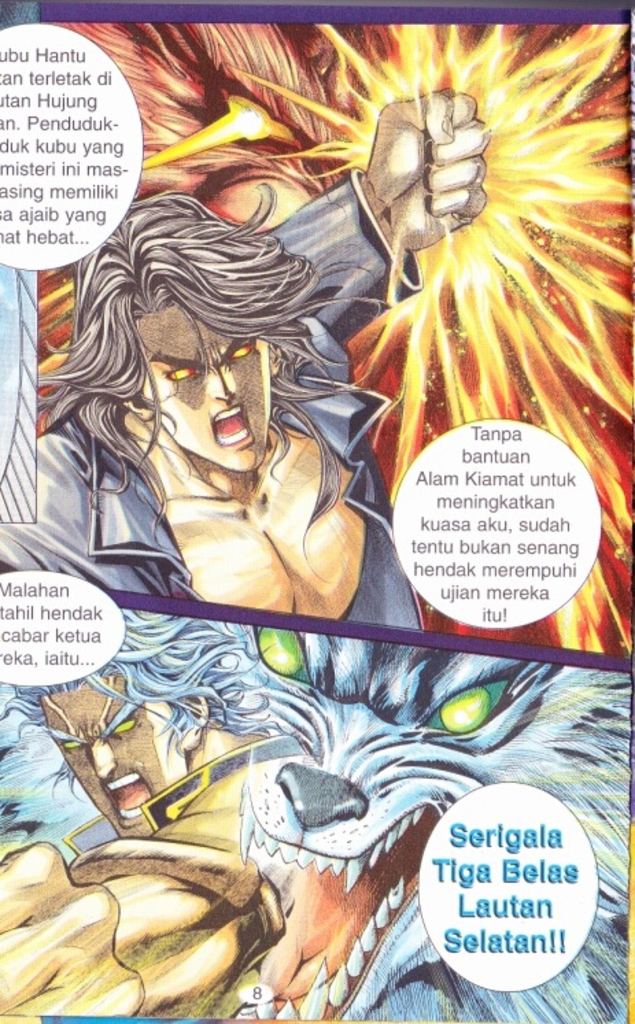 ubu Hantu
tan terletak di
utan Hujung
an. Penduduk-
duk kubu yang
misteri ini mas-
asing memiliki
sa ajaib yang
hat hebat...
Tanpa
bantuan
Alam Kiamat untuk
meningkatkan
kuasa aku, sudah
tentu bukan senang
hendak merempuhi
ujian mereka
itu!
Malahan
tahil hendak
cabar ketua
reka, iaitu...
Serigala
Tiga Belas
Lautan
Selatan!!
8